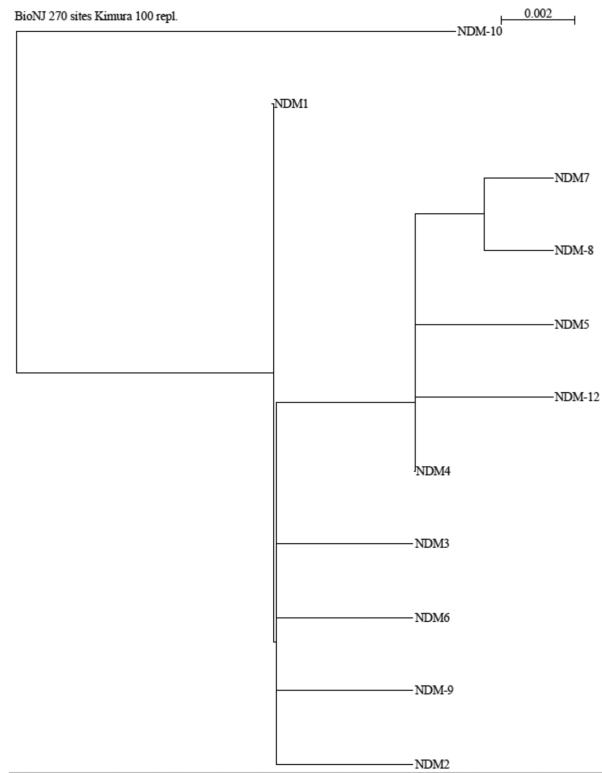 BioNJ 270 sites Kimura 100 repl.
0.002
NDM-10
NDM1
NDM7
NDM-8
NDM5
NDM-12
NDM4
NDM3
NDM6
NDM-9
NDM2